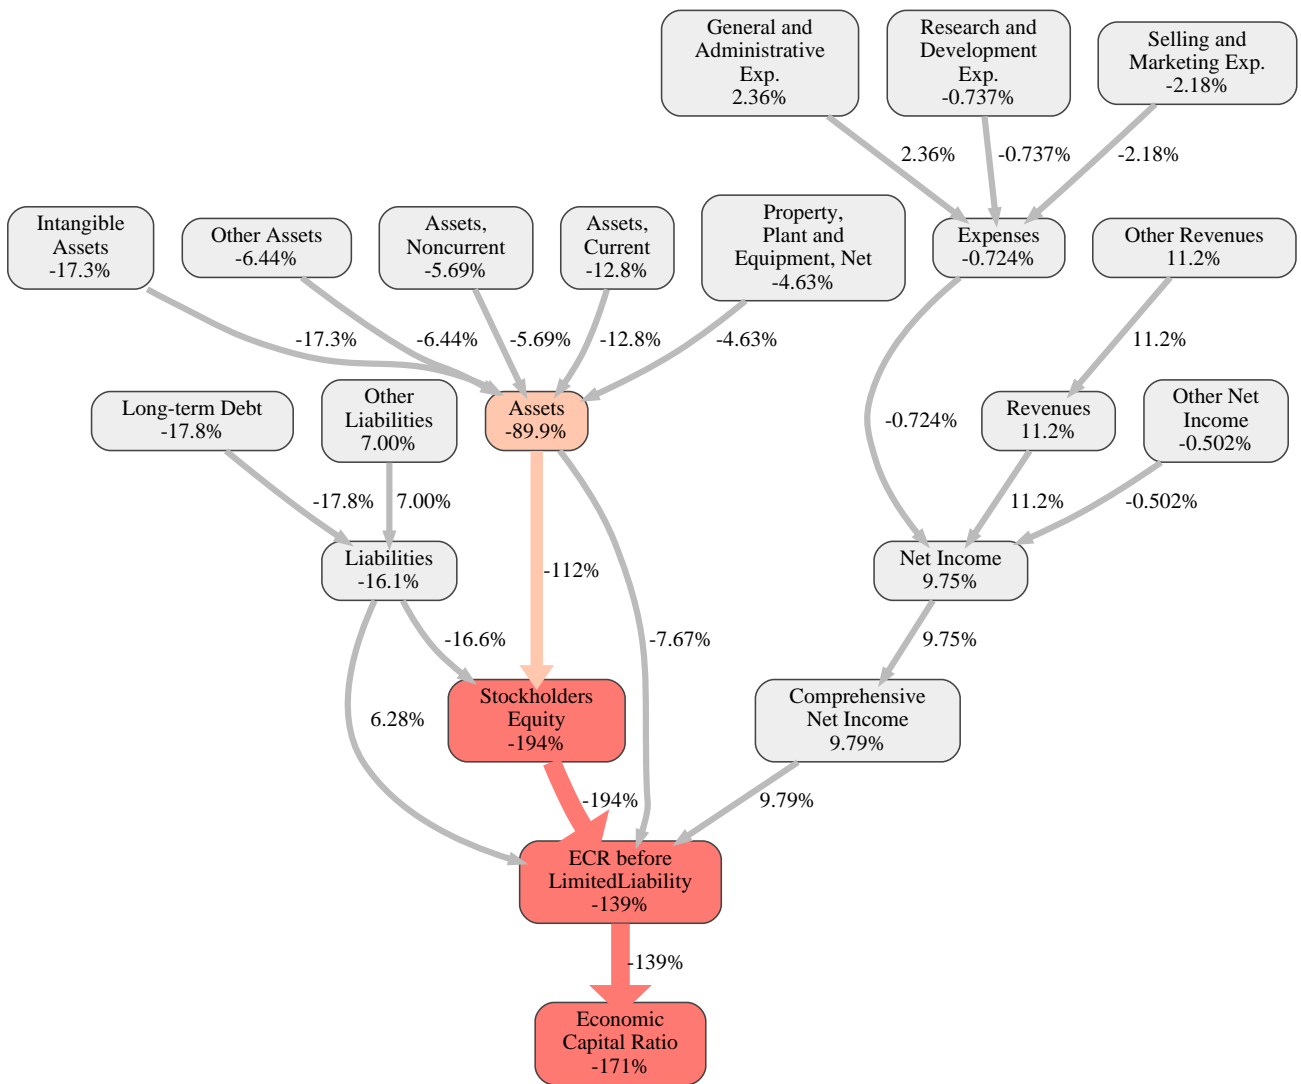 General and
Administrative
Exp.
2.36%
Research and
Development
Exp.
-0.737%
Selling and
Marketing Exp.
-2.18%
2.36%
-0.737%
-2.18%
Intangible
Assets
-17.3%
Other Assets
-6.44%
Assets,
Noncurrent
-5.69%
Assets,
Current
-12.8%
Property,
Plant and
Equipment, Net
-4.63%
Expenses
-0.724%
Other Revenues
11.2%
-17.3%
-6.44%
-5.69%
-12.8%
-4.63%
11.2%
Long-term Debt
-17.8%
Other
Liabilities
7.00%
Assets
-89.9%
-0.724%
Revenues
11.2%
Other Net
Income
-0.502%
-17.8%
7.00%
11.2%
-0.502%
Liabilities
-16.1%
-112%
Net Income
9.75%
-16.6%
-7.67%
9.75%
6.28%
Stockholders
Equity
-194%
Comprehensive
Net Income
9.79%
-194%
9.79%
ECR before
LimitedLiability
-139%
-139%
Economic
Capital Ratio
-171%